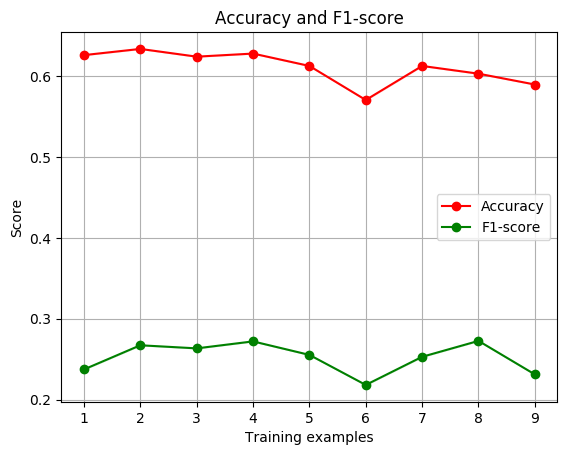 Accuracy and F1-score
0.6
0.5
0.4
0.3
0.2
Score
Accuracy
F1-score
1 2 3 4 5 6 7 8 9
Training examples